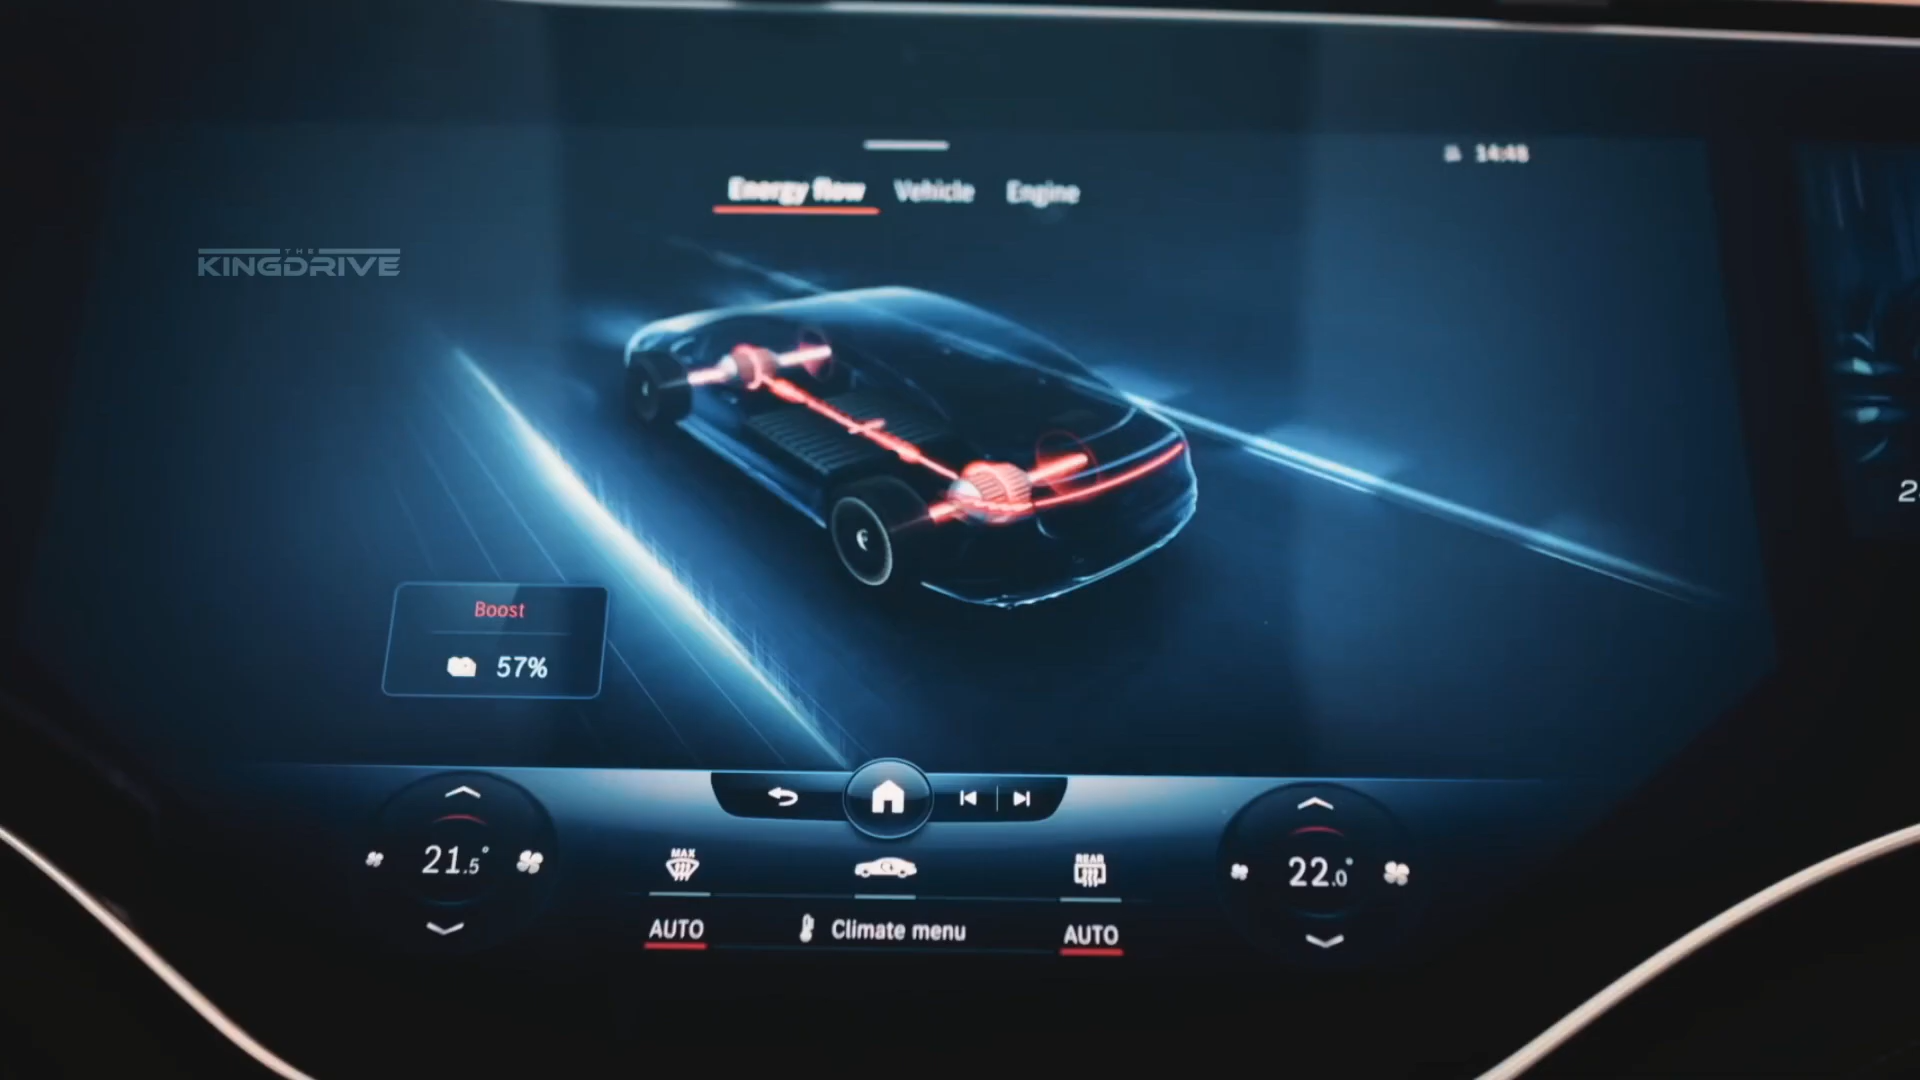 14:48
Energy flow Vehicle Engine
THE
KINGDRIVE
Boost
57%
MAX
REAR
21.5°
22.0°
AUTO
Climate menu
AUTO